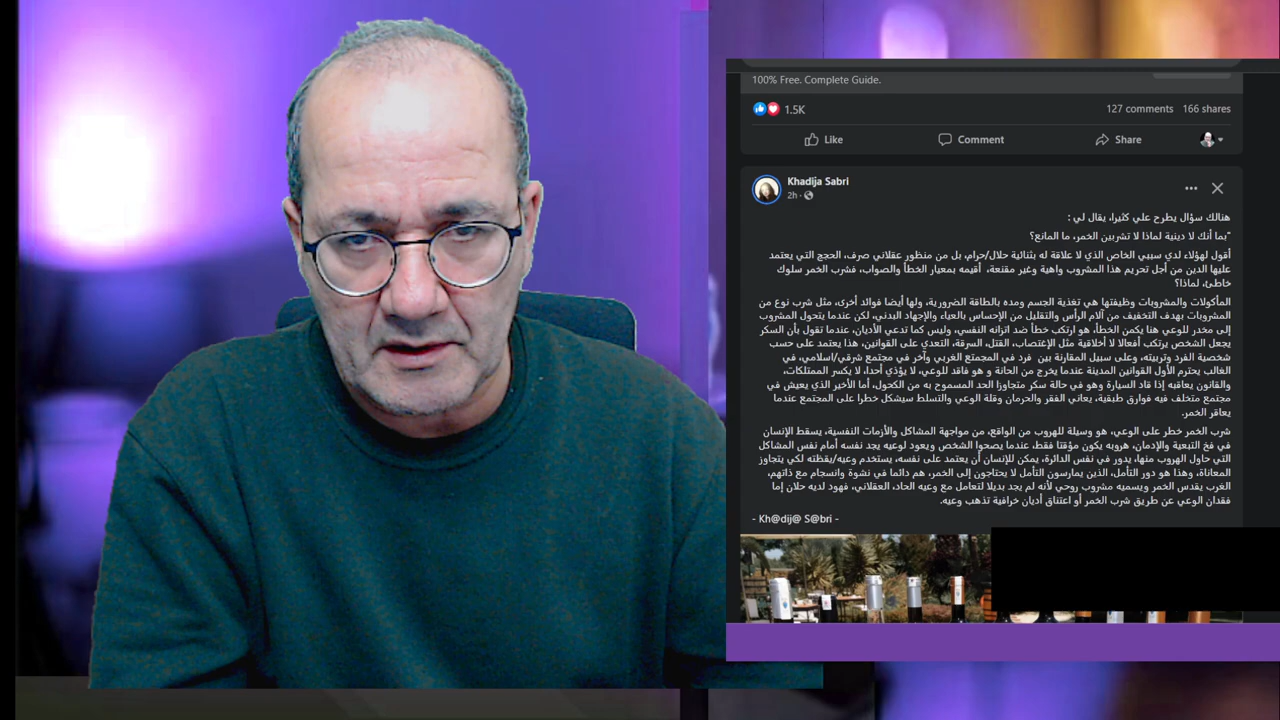 100% Free. Complete Guide.
1.5K
127 comments 166 shares
Like Comment Share
Khadija Sabri
2h
هنالك سؤال يطرح علي كثيرا، يقال لي :
"بما أنك لا دينية لماذا لا تشربين الخمر، ما المانع؟
أقول لهؤلاء لدي سببي الخاص الذي لا علاقة له بثنائية حلال/حرام، بل من منظور عقلاني صرف، الحجج التي يعتمد
عليها الدين من أجل تحريم هذا المشروب واهية وغير مقنعة، أقيمه بمعيار الخطأ والصواب، فشرب الخمر سلوك
خاطئ، لماذا؟
المأكولات والمشروبات وظيفتها هي تغذية الجسم ومده بالطاقة الضرورية، ولها أيضا فوائد أخرى، مثل شرب نوع من
المشروبات بهدف التخفيف من آلام الرأس والتقليل من الإحساس بالعياء والإجهاد البدني، لكن عندما يتحول المشروب
إلى مخدر للوعي هنا يكمن الخطأ، هو ارتكب خطأ ضد اتزانه النفسي، وليس كما تدعي الأديان، عندما تقول بأن السكر
يجعل الشخص يرتكب أفعالا لا أخلاقية مثل الإغتصاب، القتل، السرقة، التعدي على القوانين، هذا يعتمد على حسب
شخصية الفرد وتربيته، وعلى سبيل المقارنة بين فرد في المجمتع الغربي وآخر في مجتمع شرقي/اسلامي، في
الغالب يحترم الأول القوانين المدينة عندما يخرج من الحانة و هو فاقد للوعي، لا يؤذي أحدا، لا يكسر الممتلكات،
والقانون يعاقبه إذا قاد السيارة وهو في حالة سكر متجاوزا الحد المسموح به من الكحول، أما الأخير الذي يعيش في
مجتمع متخلف فيه فوارق طبقية، يعاني الفقر والحرمان وقلة الوعي والتسلط سيشكل خطرا على المجتمع عندما
يعاقر الخمر.
شرب الخمر خطر على الوعي، هو وسيلة للهروب من الواقع، من مواجهة المشاكل والأزمات النفسية، يسقط الإنسان
في فخ التبعية والإدمان، هروبه يكون مؤقتا فقط، عندما يصحوا الشخص ويعود لوعيه يجد نفسه أمام نفس المشاكل
التي حاول الهروب منها، يدور في نفس الدائرة، يمكن للإنسان أن يعتمد على نفسه، يستخدم وعيه/يقظته لكي يتجاوز
المعاناة، وهذا هو دور التأمل، الذين يمارسون التأمل لا يحتاجون إلى الخمر، هم دائما في نشوة وانسجام مع ذاتهم،
الغرب يقدس الخمر ويسميه مشروب روحي لأنه لم يجد بديلا لتعامل مع وعيه الحاد، العقلاني، فهود لديه حلان إما
فقدان الوعي عن طريق شرب الخمر أو اعتناق أديان خرافية تذهب وعيه.
- Kh@dij@ S@bri -